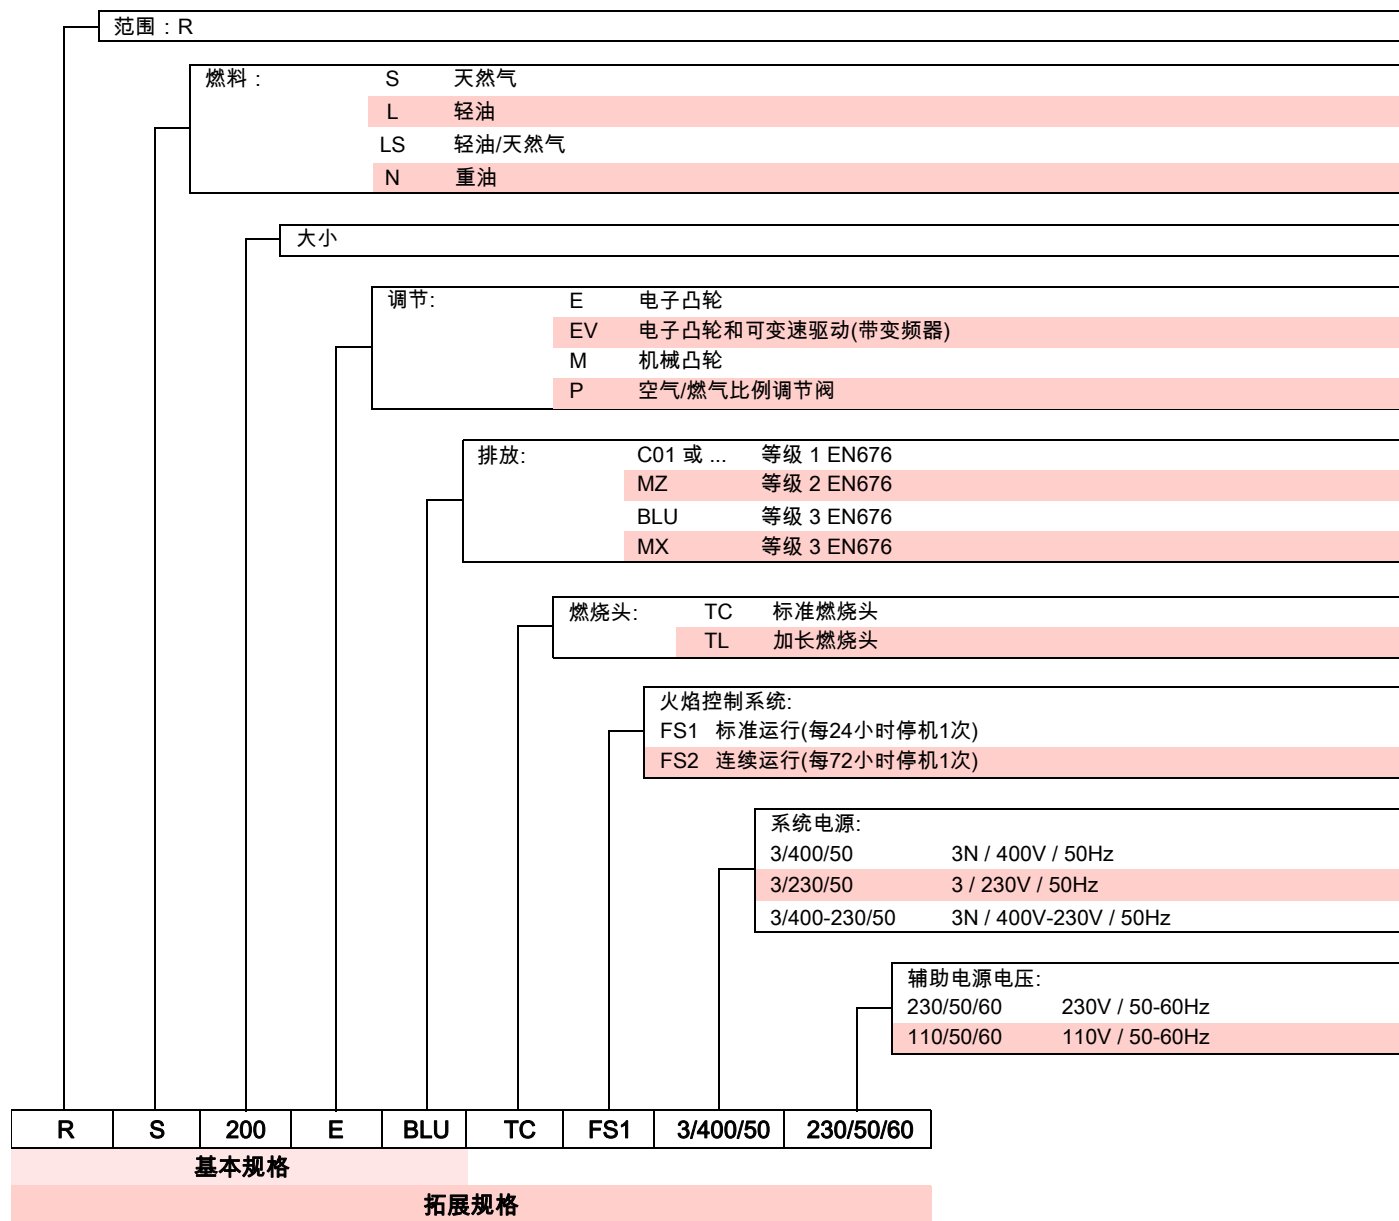 范围：R
燃料： S 天然气
L 轻油
LS 轻油/天然气
N 重油
大小
调节: E 电子凸轮
EV 电子凸轮和可变速驱动(带变频器)
M 机械凸轮
P 空气/燃气比例调节阀
排放: C01 或 ... 等级 1 EN676
MZ 等级 2 EN676
BLU 等级 3 EN676
MX 等级 3 EN676
燃烧头: TC 标准燃烧头
TL 加长燃烧头
火焰控制系统:
FS1 标准运行(每24小时停机1次)
FS2 连续运行(每72小时停机1次)
系统电源:
3/400/50 3N / 400V / 50Hz
3/230/50 3 / 230V / 50Hz
3/400-230/50 3N / 400V-230V / 50Hz
辅助电源电压:
230/50/60 230V / 50-60Hz
110/50/60 110V / 50-60Hz
R S 200 E BLU TC FS1 3/400/50 230/50/60
基本规格
拓展规格